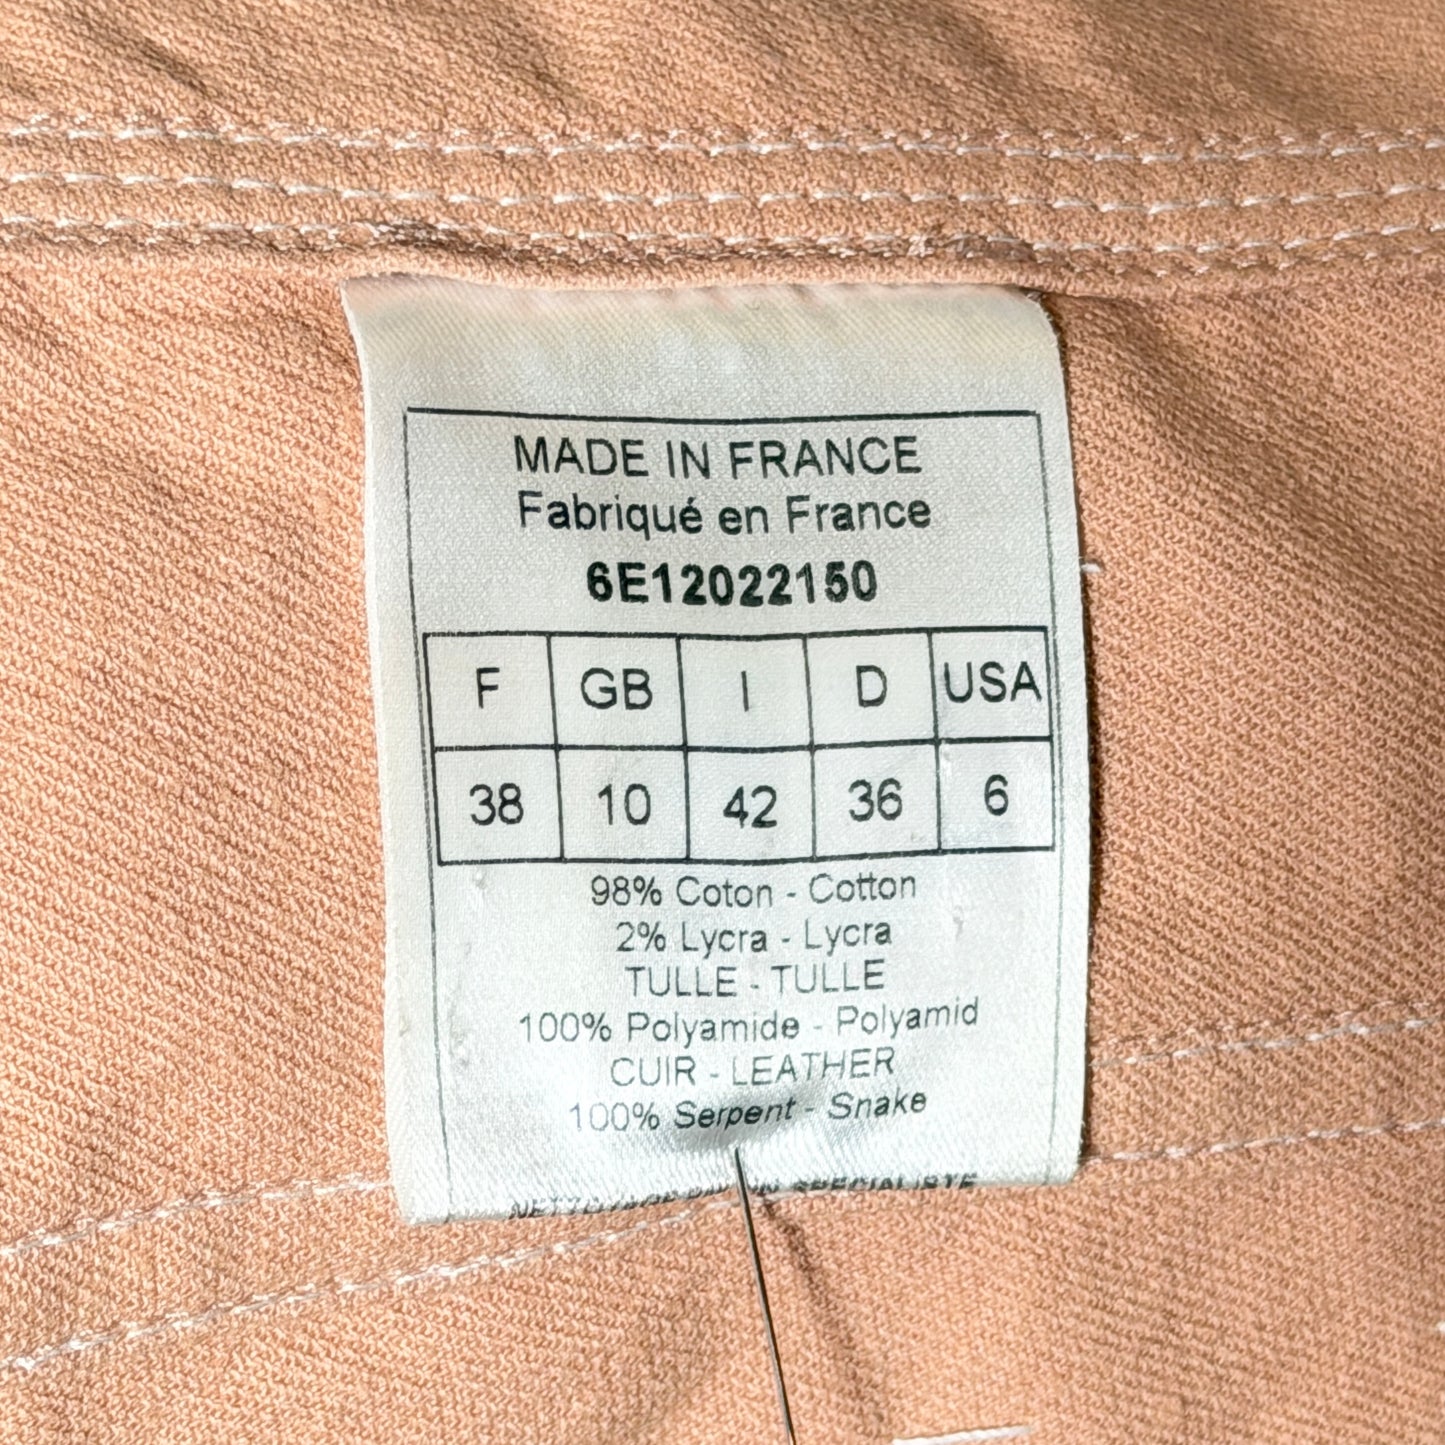 MADE IN FRANCE
Fabriqué en France
6E12022150
F GB I D USA
38 10 42 36 6
98% Coton - Cotton
2% Lycra - Lycra
TULLE - TULLE
100% Polyamide - Polyamid
CUIR - LEATHER
100% Serpent - Snake
SPECIALISTE